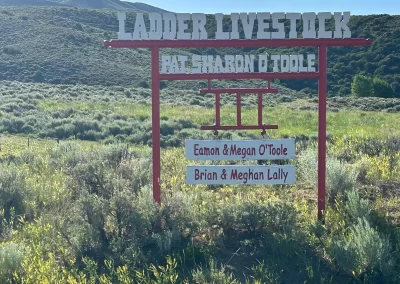 LADDER LIVESTOCK
PAT SHARON O TOOLE
Eamon & Megan O'Toole
Brian & Meghan Lally